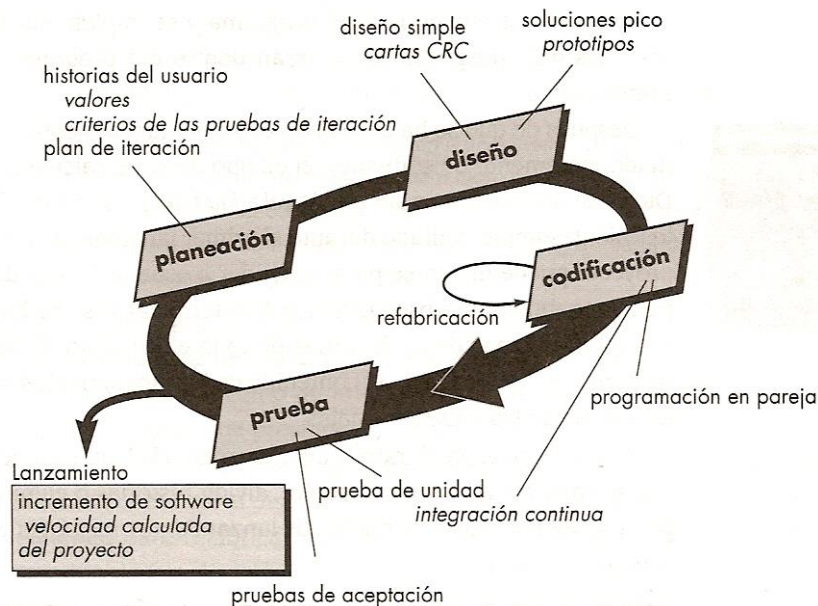 diseño simple
cartas CRC
soluciones pico
prototipos
historias del usuario
valores
criterios de las pruebas de iteración
plan de iteración
diseño
planeación
codificación
refabricación
prueba
programación en pareja
Lanzamiento
incremento de software
velocidad calculada
del proyecto
prueba de unidad
integración continua
pruebas de aceptación